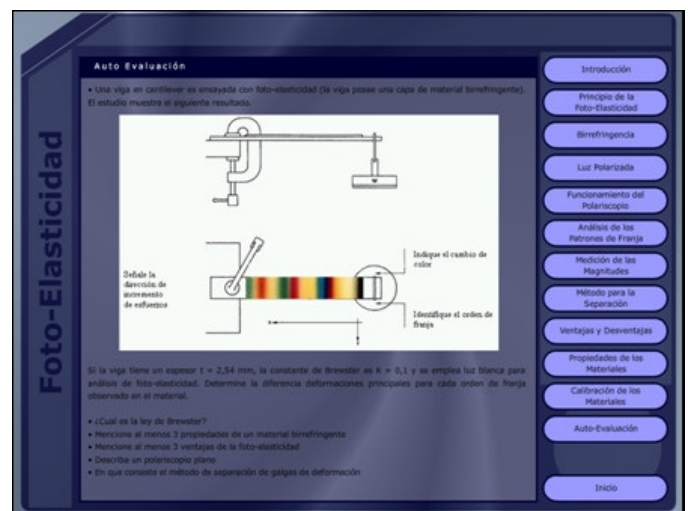 Auto Evaluación
• Una viga en cantilever es ensayada con foto-elasticidad (la viga posee una capa de material birrefringente).
El estudio muestra el siguiente resultado.
W
Señale la
dirección de
incremento
de esfuerzos
Indique el cambio de
color
Identifique el orden de
franja
x
Si la viga tiene un espesor t = 2,54 mm, la constante de Brewster es K = 0,1 y se emplea luz blanca para
análisis de foto-elasticidad. Determine la diferencia deformaciones principales para cada orden de franja
observado en el material.
• ¿Cual es la ley de Brewster?
• Mencione al menos 3 propiedades de un material birrefringente
• Mencione al menos 3 ventajas de la foto-elasticidad
• Describa un polariscopio plano
• En que consiste el método de separación de galgas de deformación
Foto-Elasticidad
Introducción
Principio de la
Foto-Elasticidad
Birrefringencia
Luz Polarizada
Funcionamiento del
Polariscopio
Análisis de los
Patrones de Franja
Medición de las
Magnitudes
Método para la
Separación
Ventajas y Desventajas
Propiedades de los
Materiales
Calibración de los
Materiales
Auto-Evaluación
Inicio